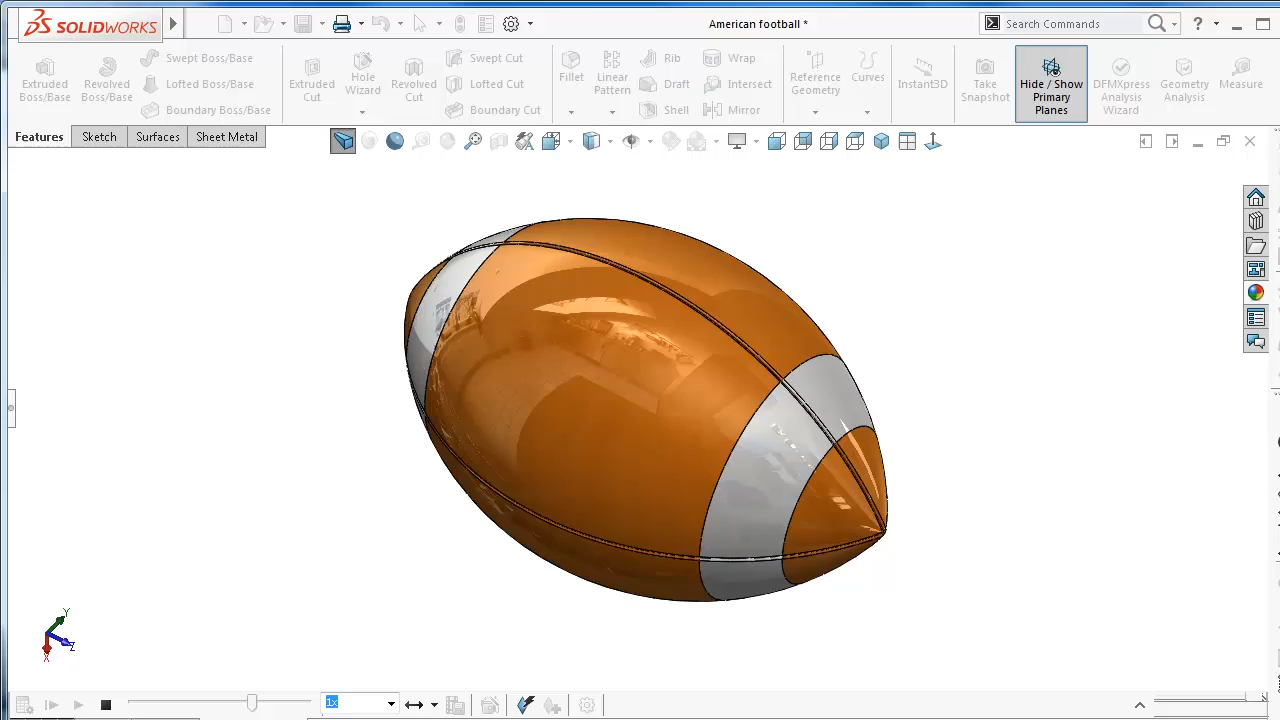 SOLIDWORKS
American football *
Search Commands
?
Extruded Boss/Base
Revolved Boss/Base
Swept Boss/Base
Lofted Boss/Base
Boundary Boss/Base
Extruded Cut
Hole Wizard
Revolved Cut
Swept Cut
Lofted Cut
Boundary Cut
Fillet
Linear Pattern
Rib
Draft
Shell
Wrap
Intersect
Mirror
Reference Geometry
Curves
Instant3D
Take Snapshot
Hide / Show Primary Planes
DFMXpress Analysis Wizard
Geometry Analysis
Measure
Features
Sketch
Surfaces
Sheet Metal
Y
Z
X
1x